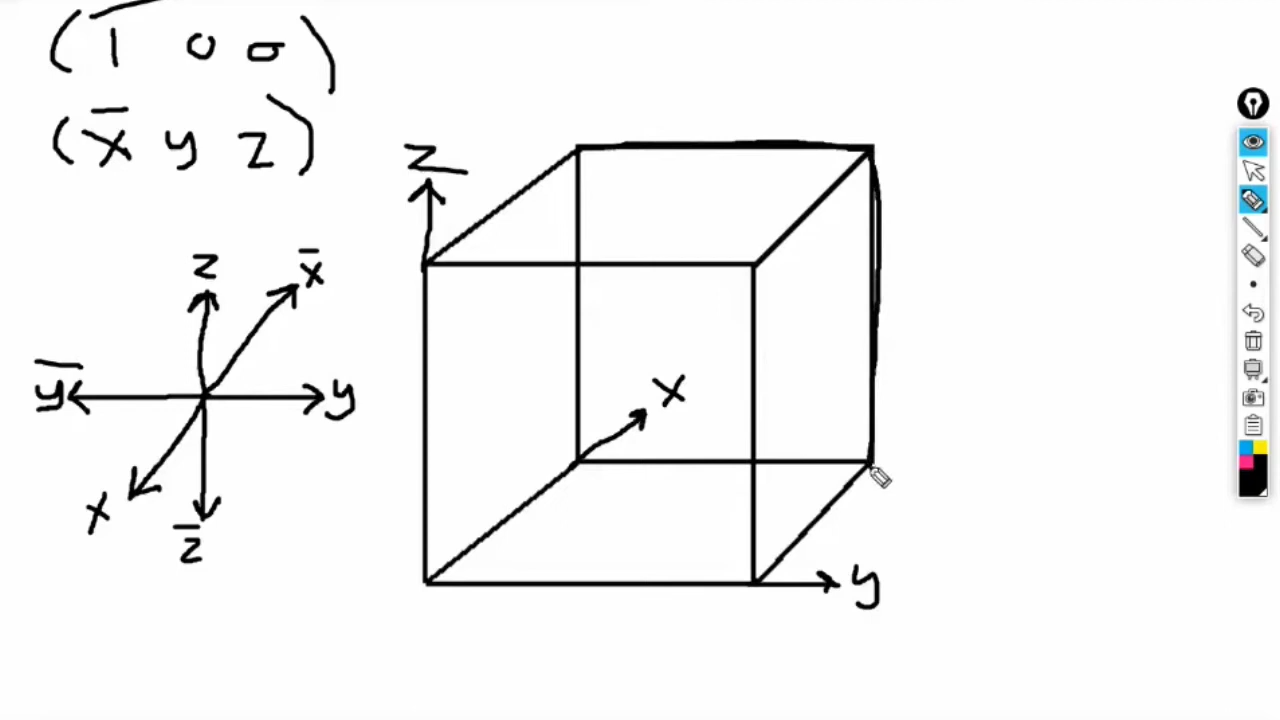 (1̅ 0 0)
(x̅ y z)
z
z x̅
y̅ y
x
x
z̅
y